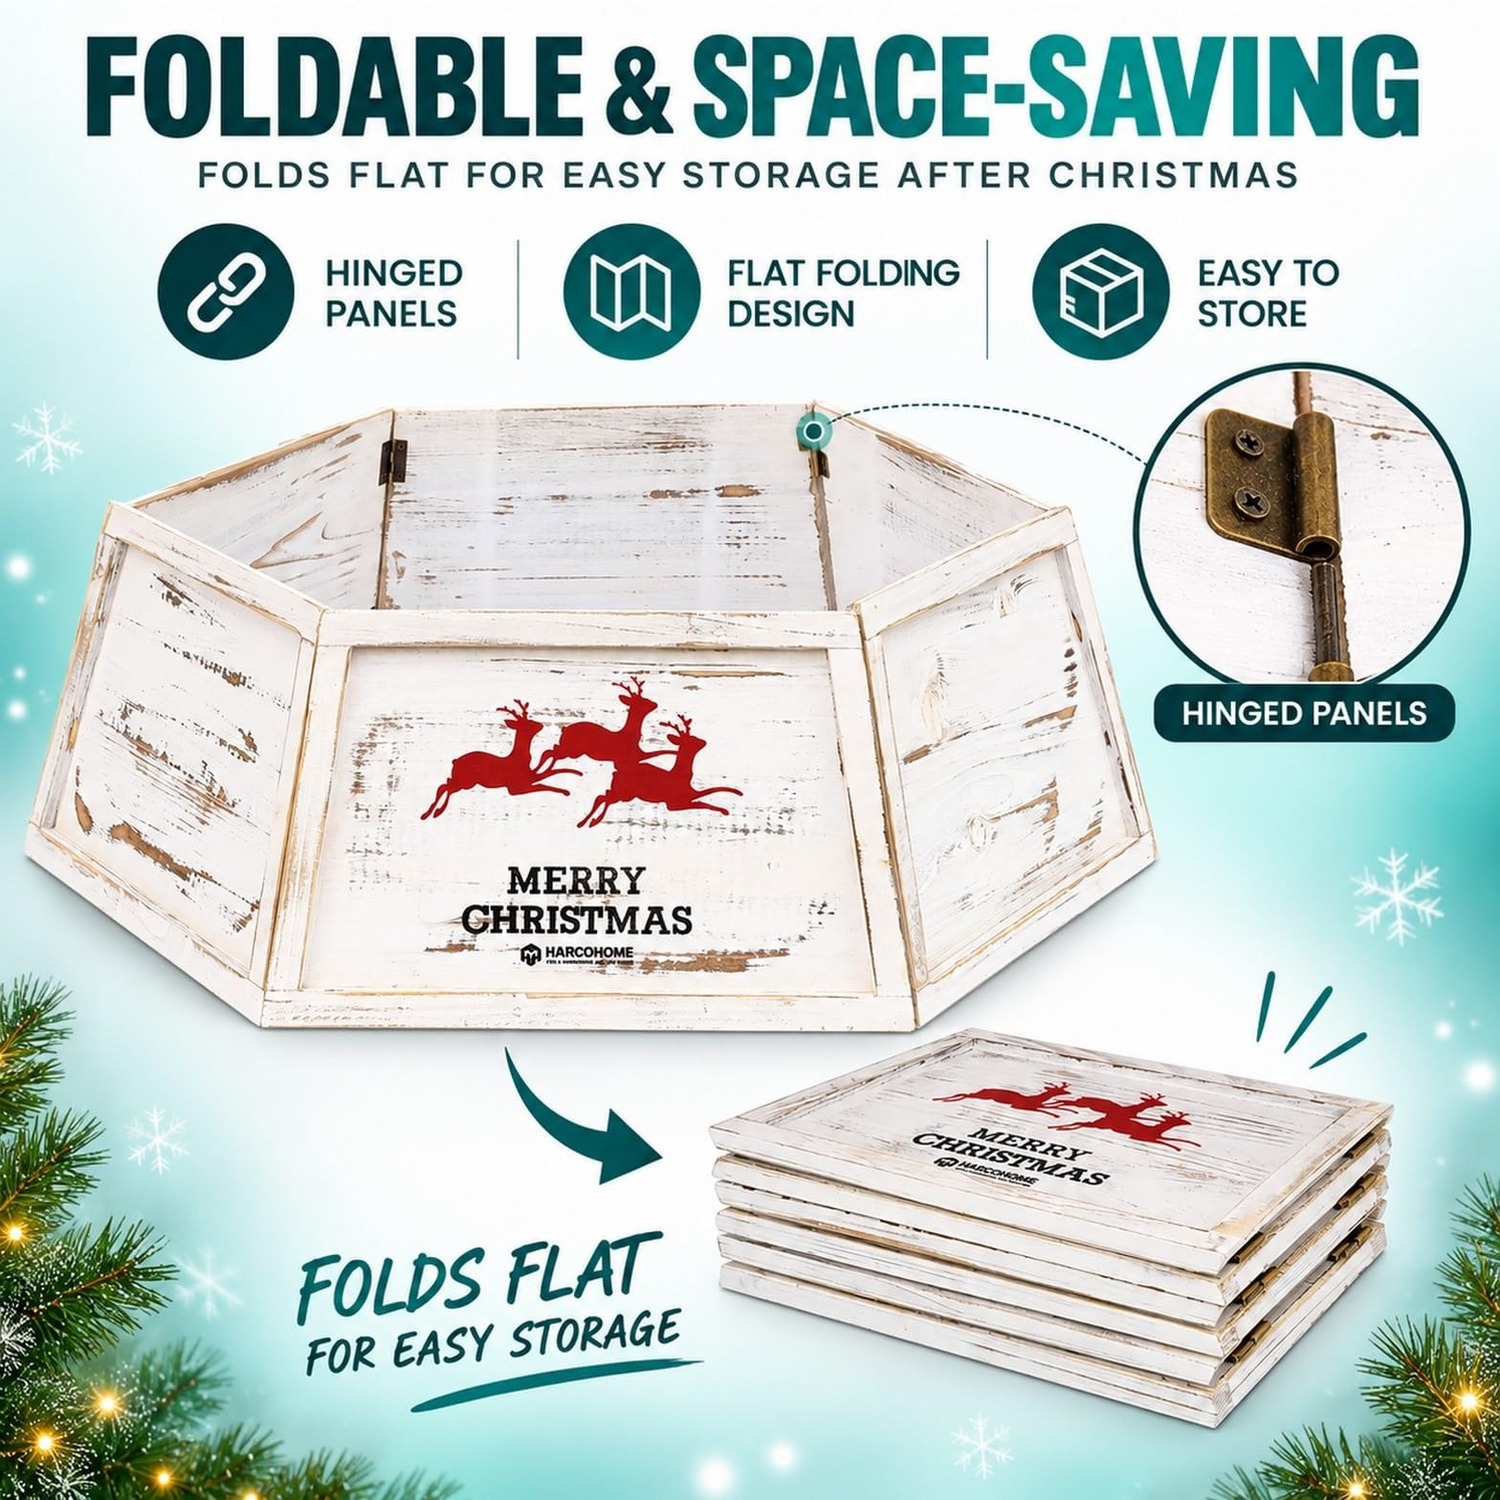 FOLDABLE & SPACE-SAVING
FOLDS FLAT FOR EASY STORAGE AFTER CHRISTMAS
HINGED
PANELS
FLAT FOLDING
DESIGN
EASY TO
STORE
HINGED PANELS
MERRY
CHRISTMAS
HARCOHOME
MERRY
CHRISTMAS
HARCOHOME
FOLDS FLAT
FOR EASY STORAGE